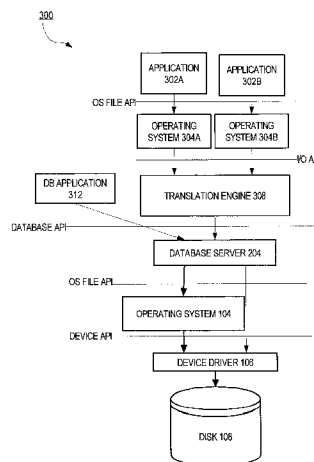 300
APPLICATION
302A
APPLICATION
302B
OS FILE API
OPERATING
SYSTEM 304A
OPERATING
SYSTEM 304B
I/O A
DB APPLICATION
312
TRANSLATION ENGINE 308
DATABASE API
DATABASE SERVER 204
OS FILE API
OPERATING SYSTEM 104
DEVICE API
DEVICE DRIVER 106
DISK 108